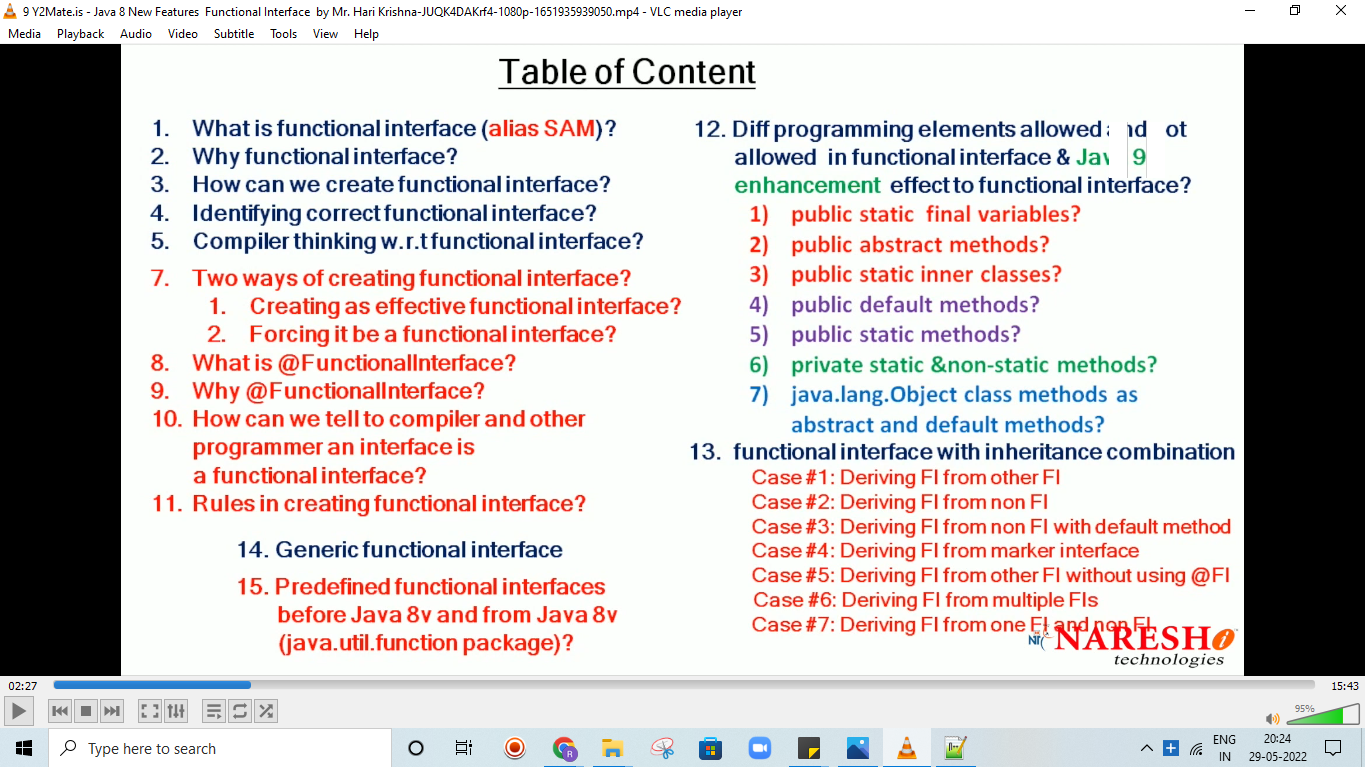 9 Y2Mate.is - Java 8 New Features  Functional Interface  by Mr. Hari Krishna-JUQK4DAKrf4-1080p-1651935939050.mp4 - VLC media player
Media Playback Audio Video Subtitle Tools View Help
Table of Content
1. What is functional interface (alias SAM)?
2. Why functional interface?
3. How can we create functional interface?
4. Identifying correct functional interface?
5. Compiler thinking w.r.t functional interface?
7. Two ways of creating functional interface?
1. Creating as effective functional interface?
2. Forcing it be a functional interface?
8. What is @FunctionalInterface?
9. Why @FunctionalInterface?
10. How can we tell to compiler and other
programmer an interface is
a functional interface?
11. Rules in creating functional interface?
14. Generic functional interface
15. Predefined functional interfaces
before Java 8v and from Java 8v
(java.util.function package)?
12. Diff programming elements allowed
allowed in functional interface & 9
enhancement effect to functional interface?
1) public static final variables?
2) public abstract methods?
3) public static inner classes?
4) public default methods?
5) public static methods?
6) private static &non-static methods?
7) java.lang.Object class methods as
abstract and default methods?
13. functional interface with inheritance combination
Case #1: Deriving FI from other FI
Case #2: Deriving FI from non FI
Case #3: Deriving FI from non FI with default method
Case #4: Deriving FI from marker interface
Case #5: Deriving FI from other FI without using @FI
Case #6: Deriving FI from multiple FIs
Case #7: Deriving FI from one FI and non FI
NARESH i
technologies
02:27 15:43
95%
Type here to search
ENG
IN
20:24
29-05-2022